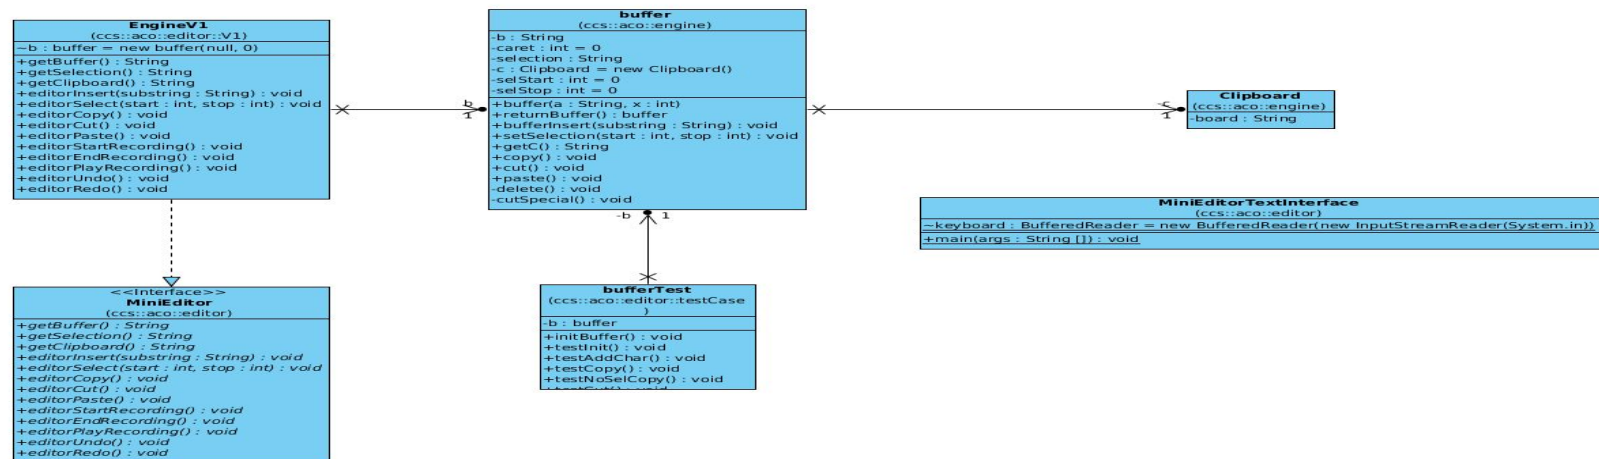 EngineV1
(ccs::aco::editor::V1)
~b : buffer = new buffer(null, 0)
+getBuffer() : String
+getSelection() : String
+getClipboard() : String
+editorInsert(substring : String) : void
+editorSelect(start : int, stop : int) : void
+editorCopy() : void
+editorCut() : void
+editorPaste() : void
+editorStartRecording() : void
+editorEndRecording() : void
+editorPlayRecording() : void
+editorUndo() : void
+editorRedo() : void
b
1
buffer
(ccs::aco::engine)
-b : String
-caret : int = 0
-selection : String
-c : Clipboard = new Clipboard()
-selStart : int = 0
-selStop : int = 0
+buffer(a : String, x : int)
+returnBuffer() : buffer
+bufferInsert(substring : String) : void
+setSelection(start : int, stop : int) : void
+getC() : String
+copy() : void
+cut() : void
+paste() : void
-delete() : void
-cutSpecial() : void
-c
1
Clipboard
(ccs::aco::engine)
-board : String
MiniEditorTextInterface
(ccs::aco::editor)
~keyboard : BufferedReader = new BufferedReader(new InputStreamReader(System.in))
+main(args : String []) : void
-b 1
<<Interface>>
MiniEditor
(ccs::aco::editor)
+getBuffer() : String
+getSelection() : String
+getClipboard() : String
+editorInsert(substring : String) : void
+editorSelect(start : int, stop : int) : void
+editorCopy() : void
+editorCut() : void
+editorPaste() : void
+editorStartRecording() : void
+editorEndRecording() : void
+editorPlayRecording() : void
+editorUndo() : void
+editorRedo() : void
bufferTest
(ccs::aco::editor::testCase
)
-b : buffer
+initBuffer() : void
+testInit() : void
+testAddChar() : void
+testCopy() : void
+testNoSelCopy() : void